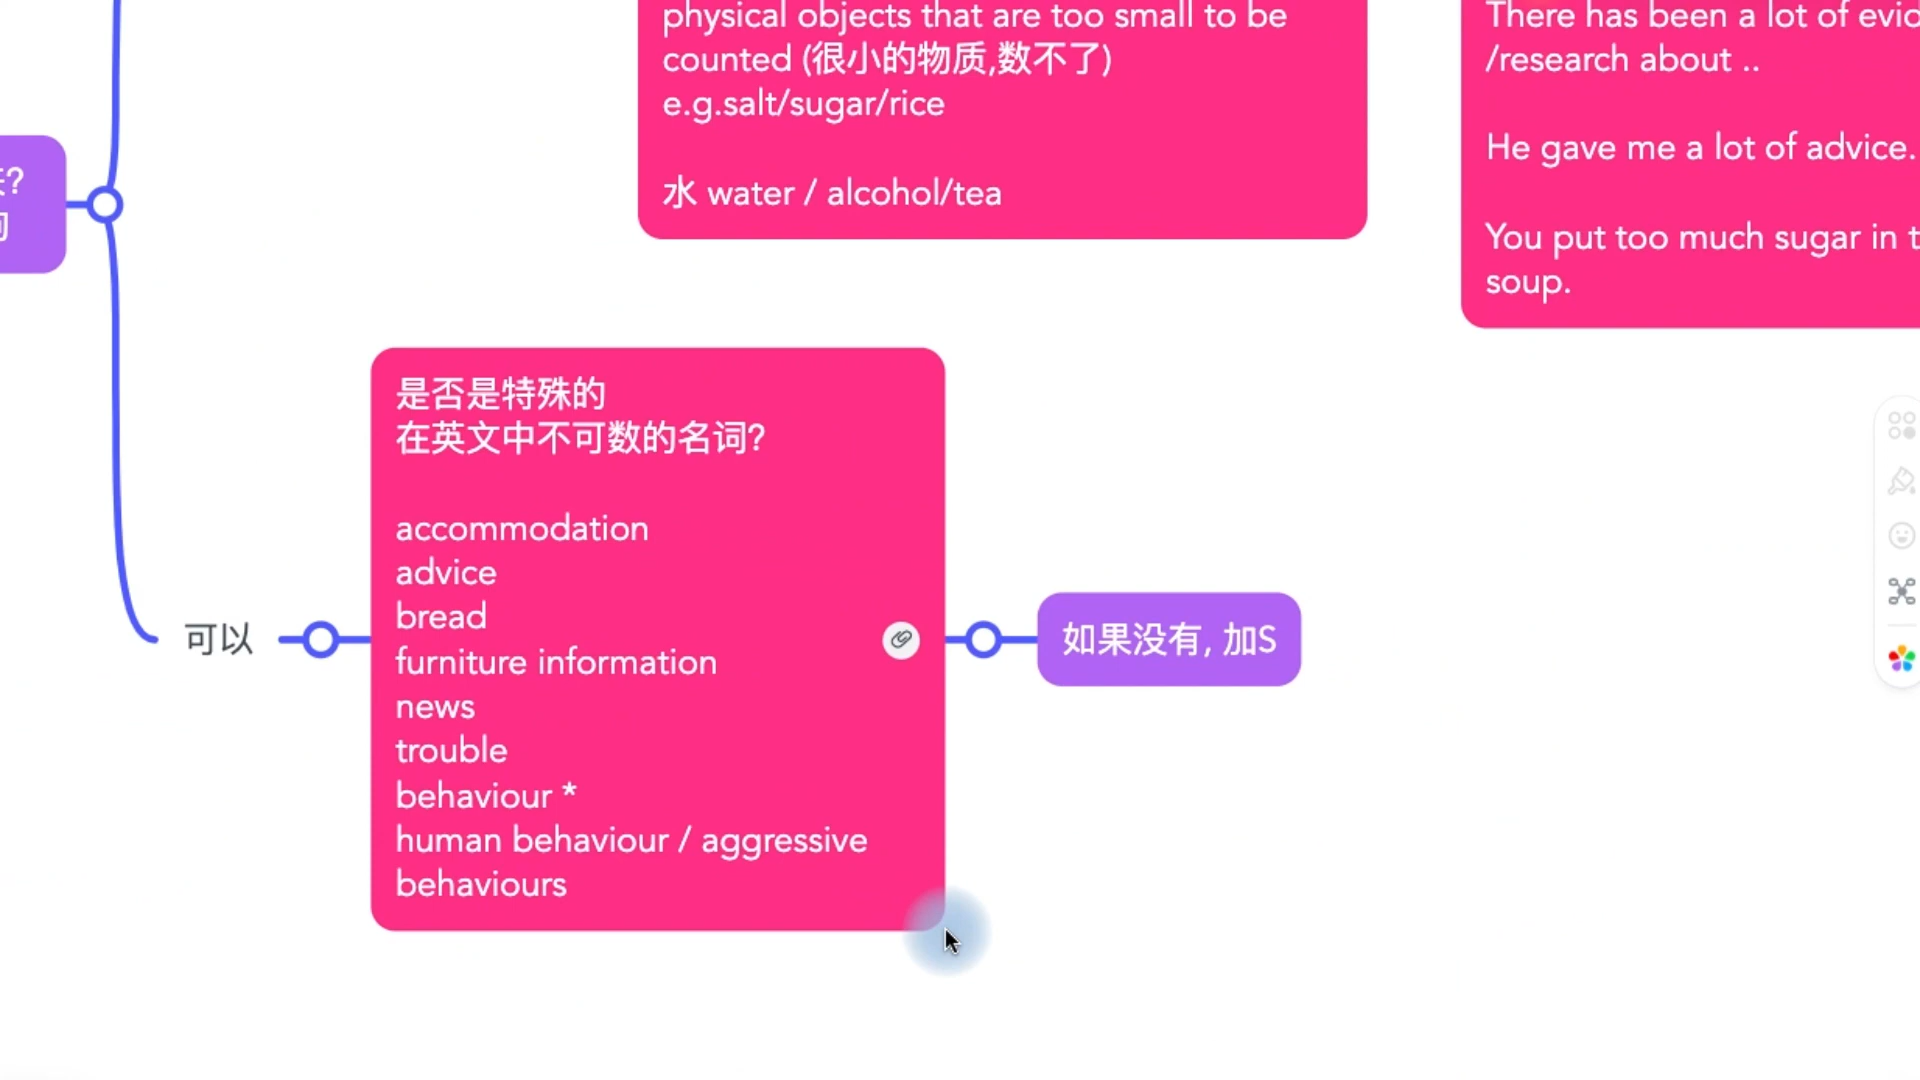 physical objects that are too small to be
counted (很小的物质,数不了)
e.g.salt/sugar/rice
水 water / alcohol/tea
There has been a lot of
/research about ..
He gave me a lot of advice.
You put too much sugar in
soup.
是否是特殊的
在英文中不可数的名词?
accommodation
advice
bread
furniture information
news
trouble
behaviour *
human behaviour / aggressive
behaviours
可以
如果没有, 加S